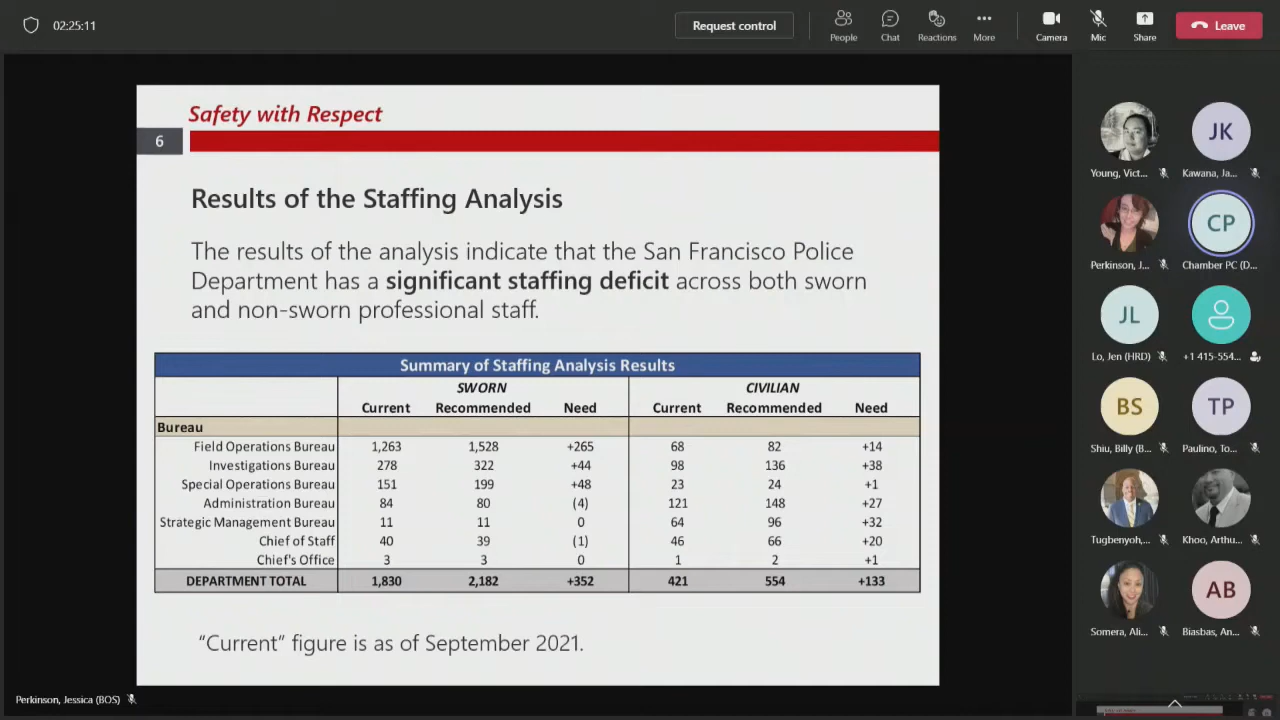 02:25:11
Request control
People
Chat
Reactions
More
Camera
Mic
Share
Leave
Safety with Respect
6
Results of the Staffing Analysis
The results of the analysis indicate that the San Francisco Police
Department has a significant staffing deficit across both sworn
and non-sworn professional staff.
Summary of Staffing Analysis Results
SWORN CIVILIAN
Current Recommended Need Current Recommended Need
Bureau
Field Operations Bureau 1,263 1,528 +265 68 82 +14
Investigations Bureau 278 322 +44 98 136 +38
Special Operations Bureau 151 199 +48 23 24 +1
Administration Bureau 84 80 (4) 121 148 +27
Strategic Management Bureau 11 11 0 64 96 +32
Chief of Staff 40 39 (1) 46 66 +20
Chief's Office 3 3 0 1 2 +1
DEPARTMENT TOTAL 1,830 2,182 +352 421 554 +133
"Current" figure is as of September 2021.
JK
Young, Vict... Kawana, Ja...
CP
Perkinson, J... Chamber PC (D...
JL
Lo, Jen (HRD) +1 415-554...
BS TP
Shiu, Billy (B... Paulino, To...
Tugbenyoh,... Khoo, Arthu...
AB
Somera, Ali... Biasbas, An...
Perkinson, Jessica (BOS)